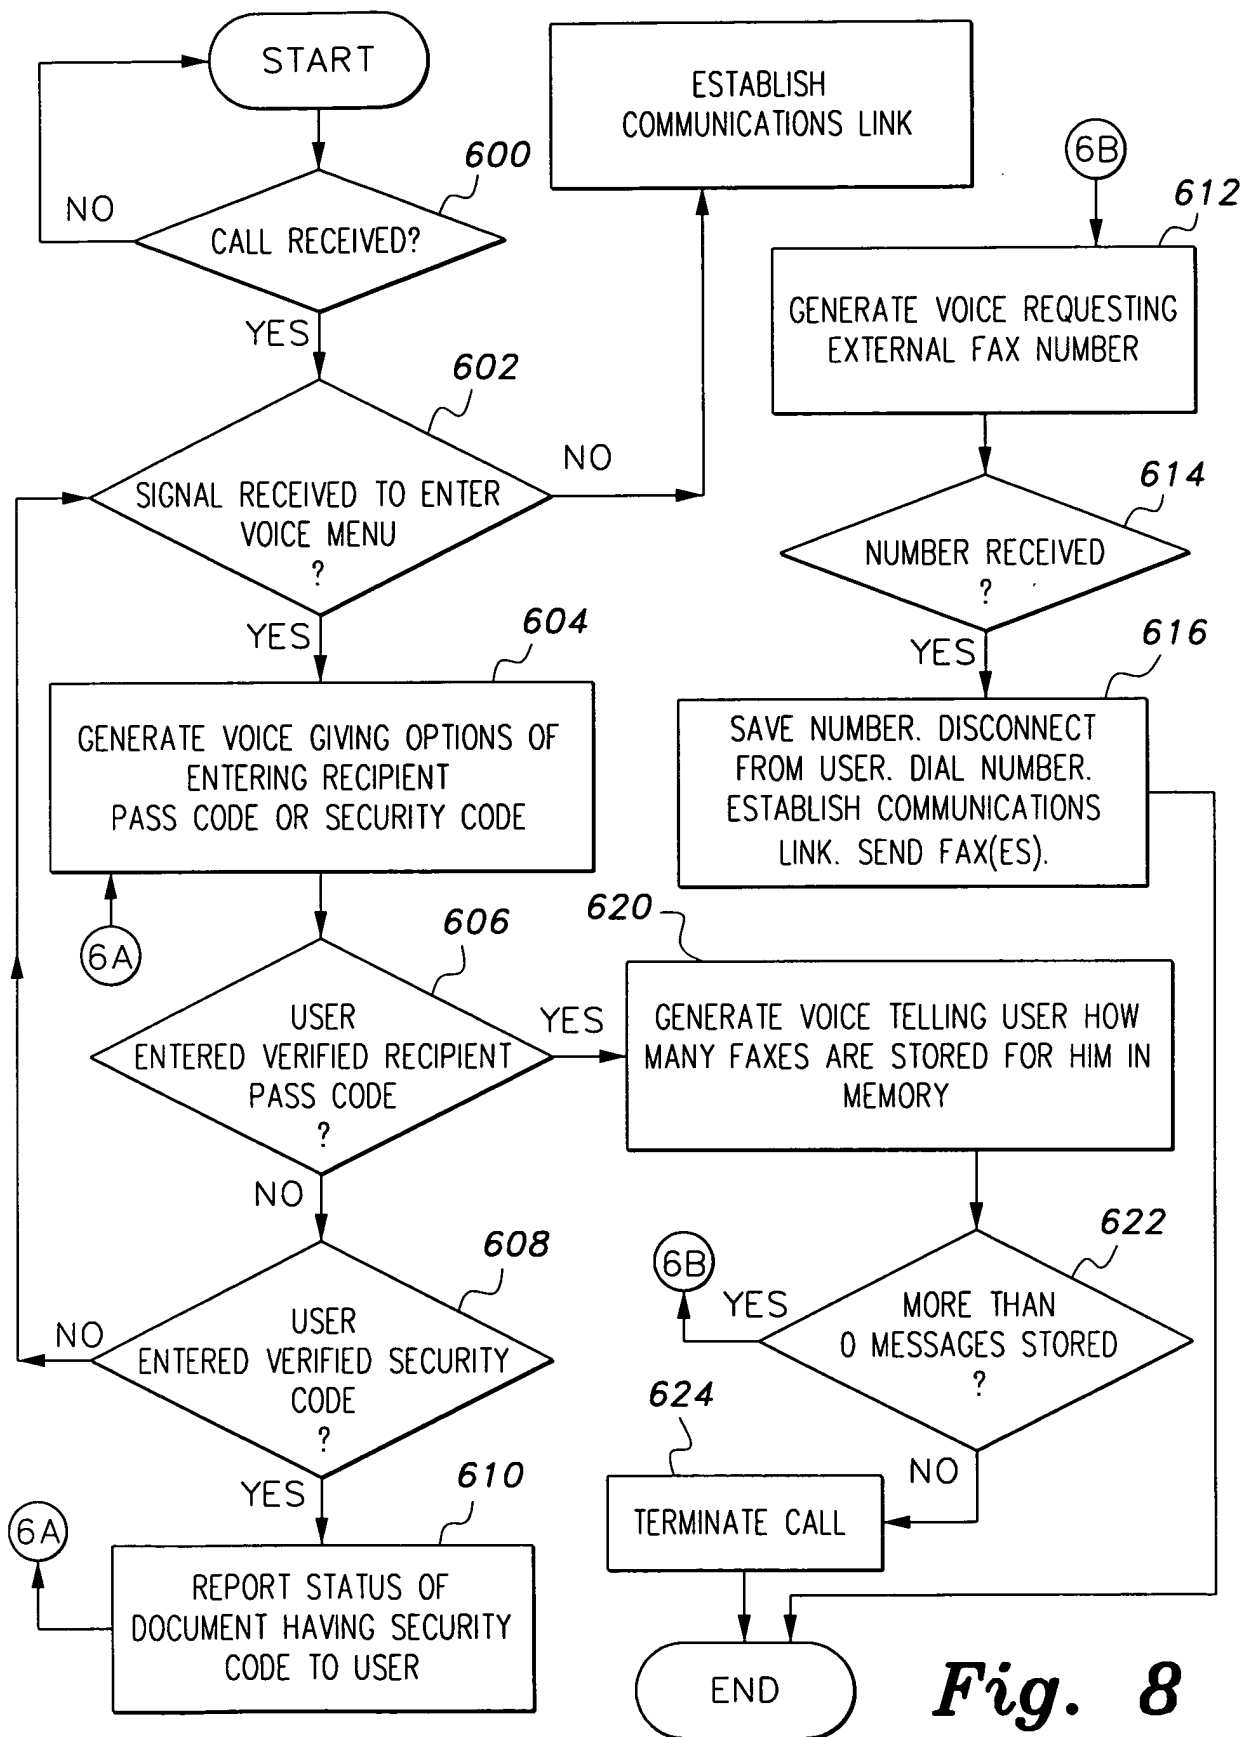 START
600
NO
CALL RECEIVED?
YES
602
SIGNAL RECEIVED TO ENTER
VOICE MENU
?
NO
ESTABLISH
COMMUNICATIONS LINK
YES
604
GENERATE VOICE GIVING OPTIONS OF
ENTERING RECIPIENT
PASS CODE OR SECURITY CODE
6A
606
USER
ENTERED VERIFIED RECIPIENT
PASS CODE
?
YES
NO
608
USER
ENTERED VERIFIED SECURITY
CODE
?
NO
YES
610
6A
REPORT STATUS OF
DOCUMENT HAVING SECURITY
CODE TO USER
6B
612
GENERATE VOICE REQUESTING
EXTERNAL FAX NUMBER
614
NUMBER RECEIVED
?
YES
616
SAVE NUMBER. DISCONNECT
FROM USER. DIAL NUMBER.
ESTABLISH COMMUNICATIONS
LINK. SEND FAX(ES).
620
GENERATE VOICE TELLING USER HOW
MANY FAXES ARE STORED FOR HIM IN
MEMORY
622
6B
YES
MORE THAN
0 MESSAGES STORED
?
624
NO
TERMINATE CALL
END
Fig. 8